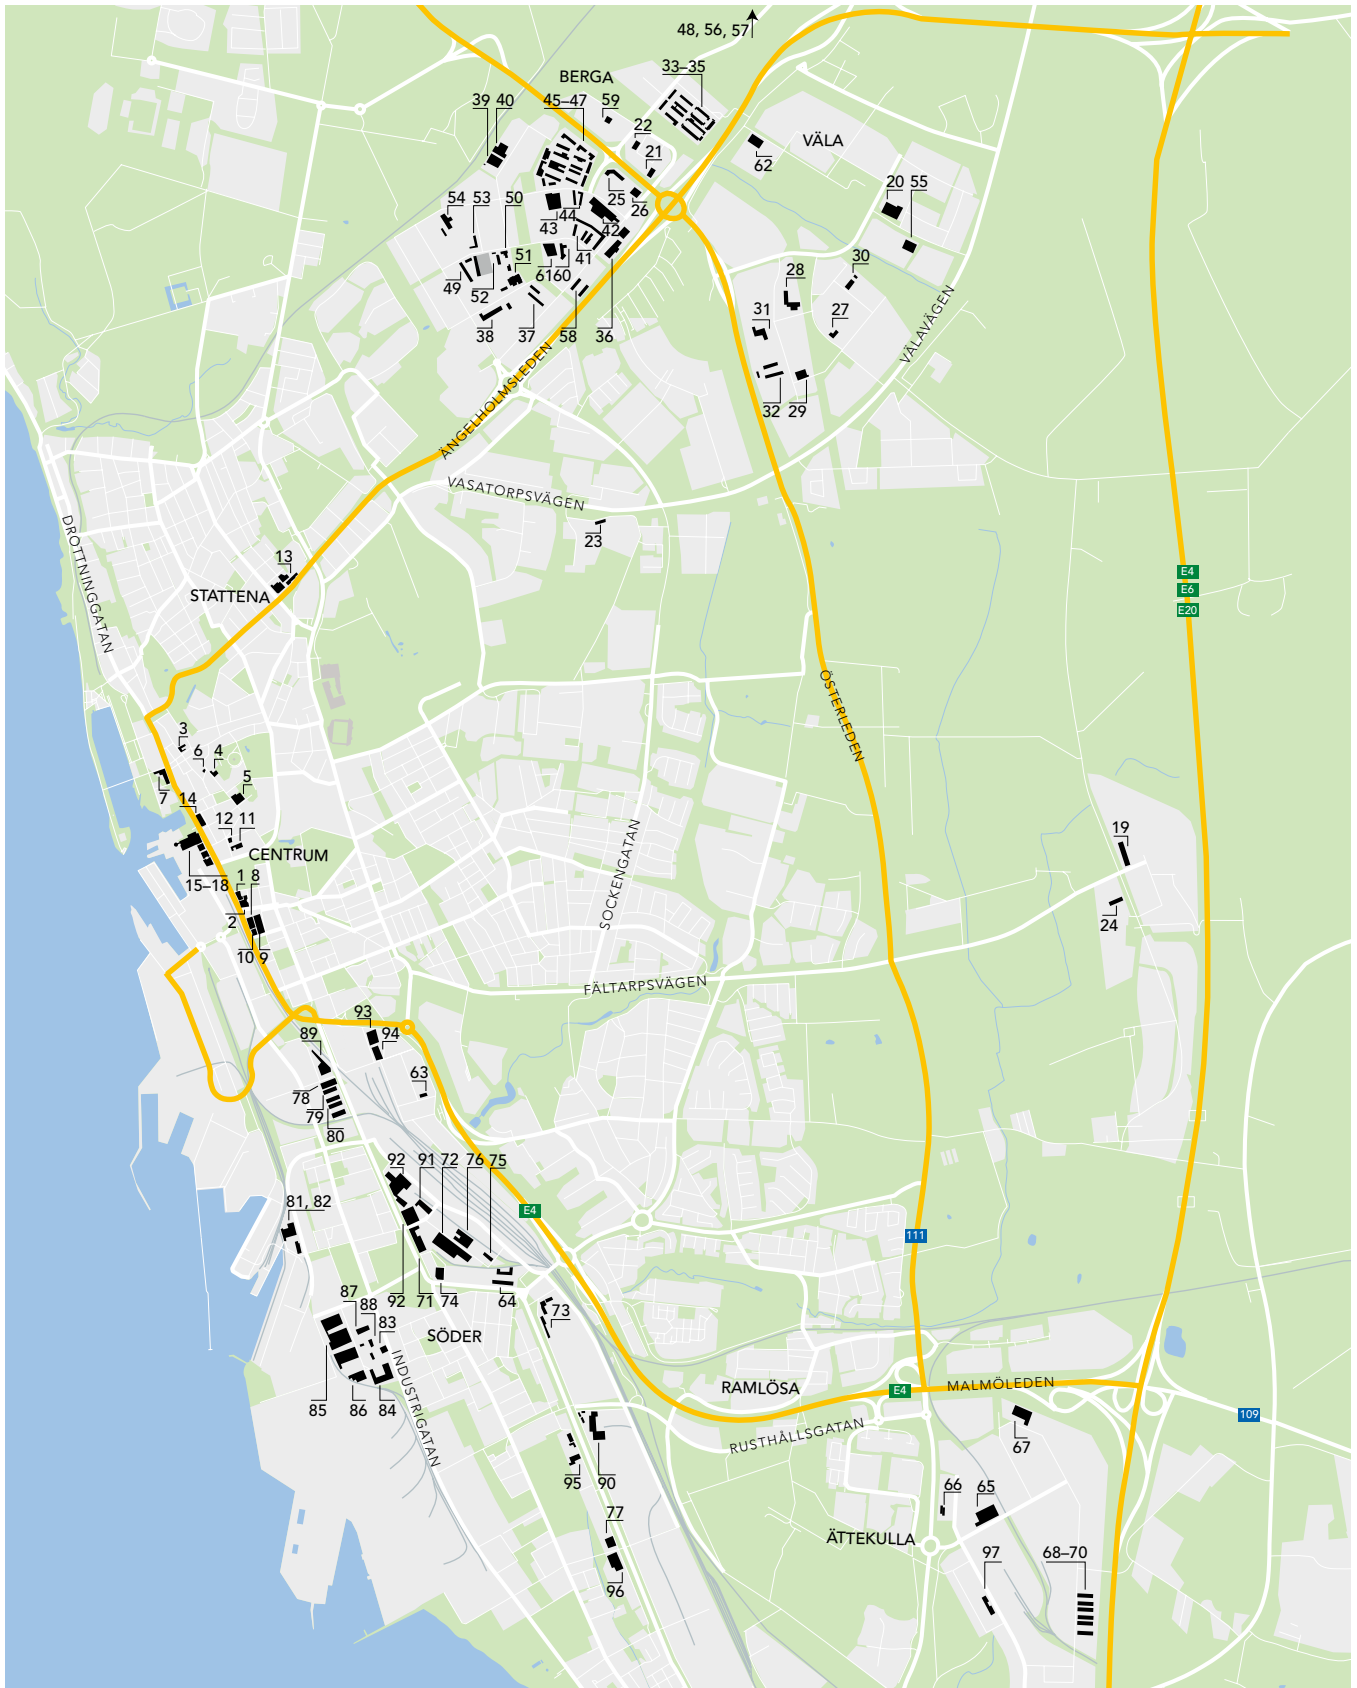 48, 56, 57
BERGA
33–35
39 40
45–47
59
22
21
VÄLA
62
54 53 50
25
26
20 55
43 44 42
41
51
61 60
49
52
28
30
31
27
38 37 58 36
VÄLAVÄGEN
32 29
ÄNGELHOLMSLEDEN
VASATORPSVÄGEN
23
DROTTNINGGATAN
13
STATTENA
E4
E6
E20
ÖSTERLEDEN
3
6 4
5
7
14
12 11
CENTRUM
15–18
1 8
2
10 9
SOCKENGATAN
19
24
FÄLTARPSVÄGEN
93
94
89
63
78
79
80
92 91 72 76 75
81, 82
E4
111
92 71 74 64
87
88
83
SÖDER
73
INDUSTRIGATAN
85 86 84
RAMLÖSA
E4
MALMÖLEDEN
109
RUSTHÅLLSGATAN
67
95 90
66 65
77
ÄTTEKULLA
97
68–70
96